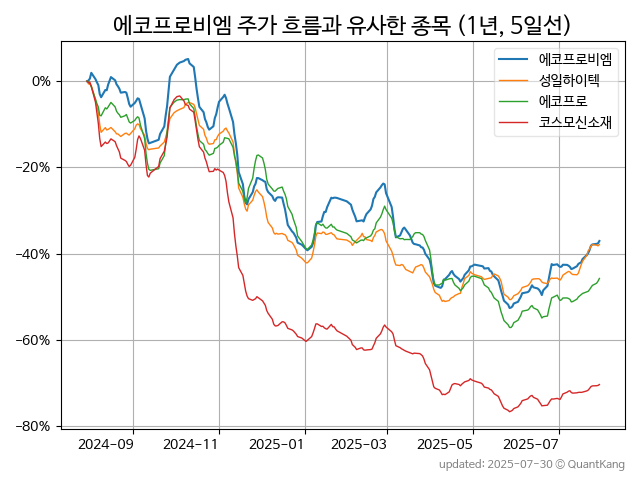 에코프로비엠 주가 흐름과 유사한 종목 (1년, 5일선)
에코프로비엠
성일하이텍
에코프로
코스모신소재
0%
−20%
−40%
−60%
−80%
2024-09
2024-11
2025-01
2025-03
2025-05
2025-07
updated: 2025-07-30 © QuantKang